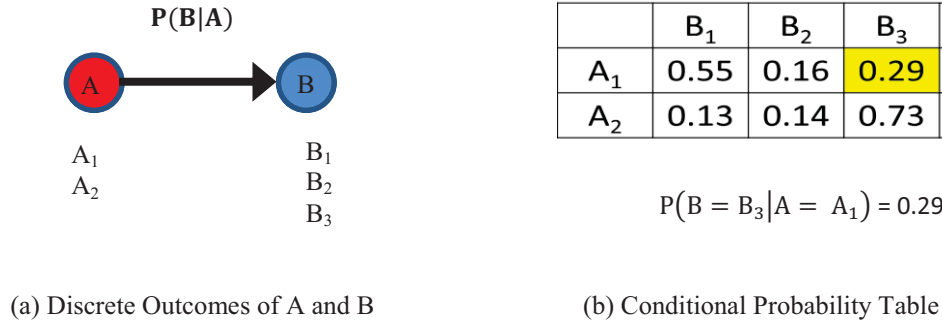 P(B|A)
A
B
A₁
A₂
B₁
B₂
B₃
(a) Discrete Outcomes of A and B
B₁ B₂ B₃
A₁ 0.55 0.16 0.29
A₂ 0.13 0.14 0.73
P(B = B₃|A = A₁) = 0.29
(b) Conditional Probability Table